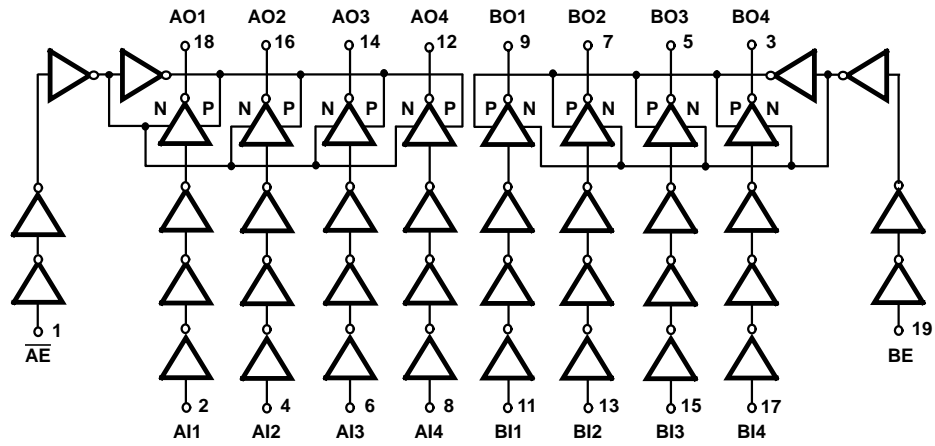 AO1 AO2 AO3 AO4 BO1 BO2 BO3 BO4
18 16 14 12 9 7 5 3
N P N P N P N P P N P N P N P N
1 19
AE BE
2 4 6 8 11 13 15 17
AI1 AI2 AI3 AI4 BI1 BI2 BI3 BI4